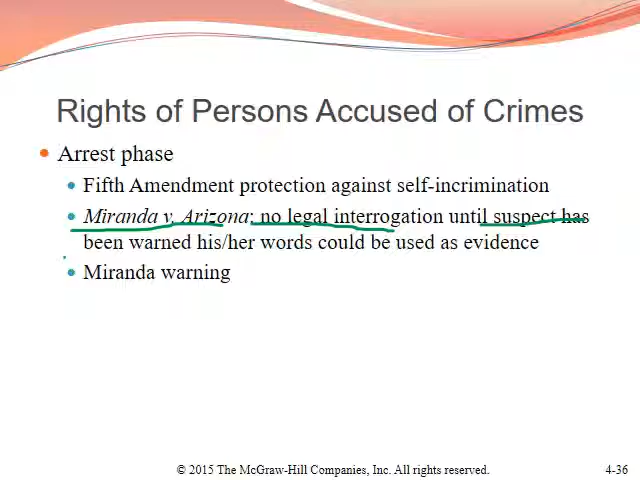 Rights of Persons Accused of Crimes
Arrest phase
Fifth Amendment protection against self-incrimination
Miranda v. Arizona; no legal interrogation until suspect has
been warned his/her words could be used as evidence
Miranda warning
© 2015 The McGraw-Hill Companies, Inc. All rights reserved.
4-36